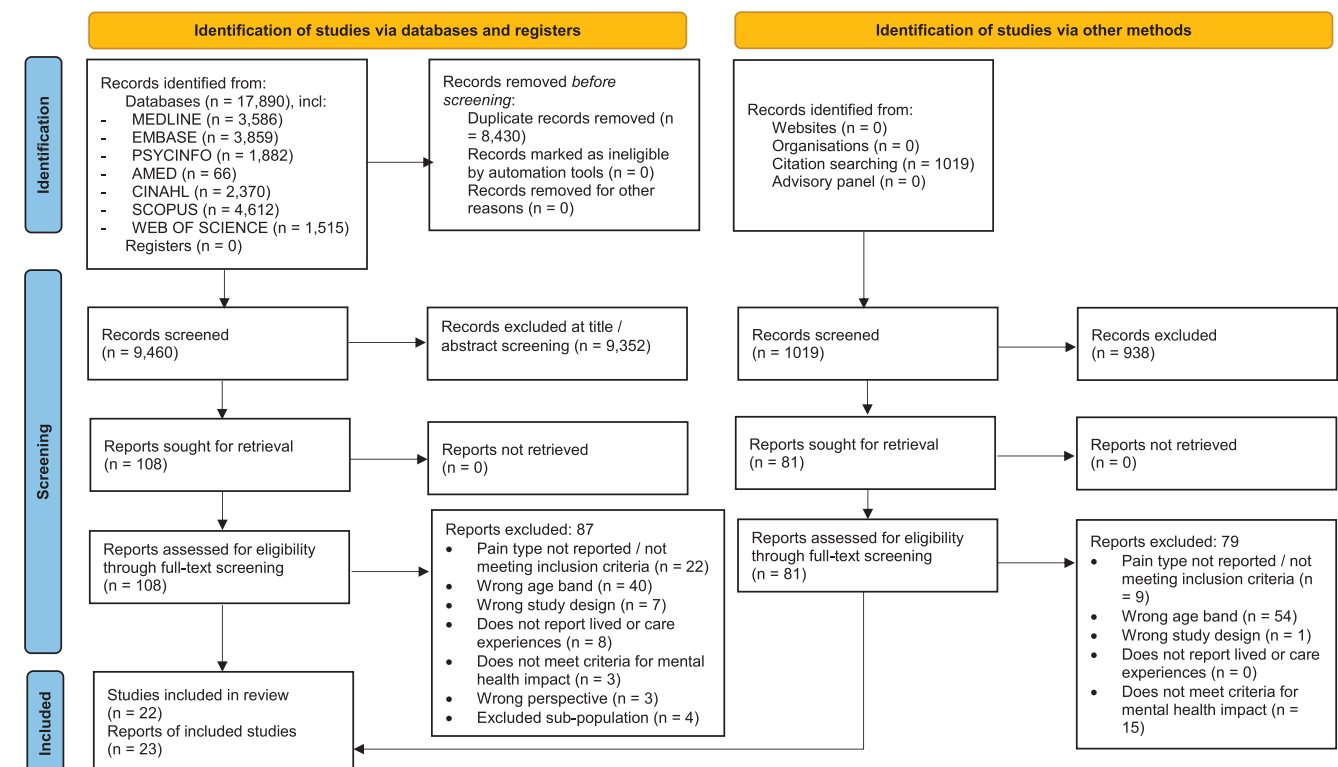 Identification of studies via databases and registers
Identification of studies via other methods
Identification
Records identified from:
Databases (n = 17,890), incl:
- MEDLINE (n = 3,586)
- EMBASE (n = 3,859)
- PSYCINFO (n = 1,882)
- AMED (n = 66)
- CINAHL (n = 2,370)
- SCOPUS (n = 4,612)
- WEB OF SCIENCE (n = 1,515)
Registers (n = 0)
Records removed before
screening:
Duplicate records removed (n
= 8,430)
Records marked as ineligible
by automation tools (n = 0)
Records removed for other
reasons (n = 0)
Records identified from:
Websites (n = 0)
Organisations (n = 0)
Citation searching (n = 1019)
Advisory panel (n = 0)
Screening
Records screened
(n = 9,460)
Records excluded at title /
abstract screening (n = 9,352)
Records screened
(n = 1019)
Records excluded
(n = 938)
Reports sought for retrieval
(n = 108)
Reports not retrieved
(n = 0)
Reports sought for retrieval
(n = 81)
Reports not retrieved
(n = 0)
Reports assessed for eligibility
through full-text screening
(n = 108)
Reports excluded: 87
• Pain type not reported / not
meeting inclusion criteria (n = 22)
• Wrong age band (n = 40)
• Wrong study design (n = 7)
• Does not report lived or care
experiences (n = 8)
• Does not meet criteria for mental
health impact (n = 3)
• Wrong perspective (n = 3)
• Excluded sub-population (n = 4)
Reports assessed for eligibility
through full-text screening
(n = 81)
Reports excluded: 79
• Pain type not reported / not
meeting inclusion criteria (n
= 9)
• Wrong age band (n = 54)
• Wrong study design (n = 1)
• Does not report lived or care
experiences (n = 0)
• Does not meet criteria for
mental health impact (n =
15)
Included
Studies included in review
(n = 22)
Reports of included studies
(n = 23)